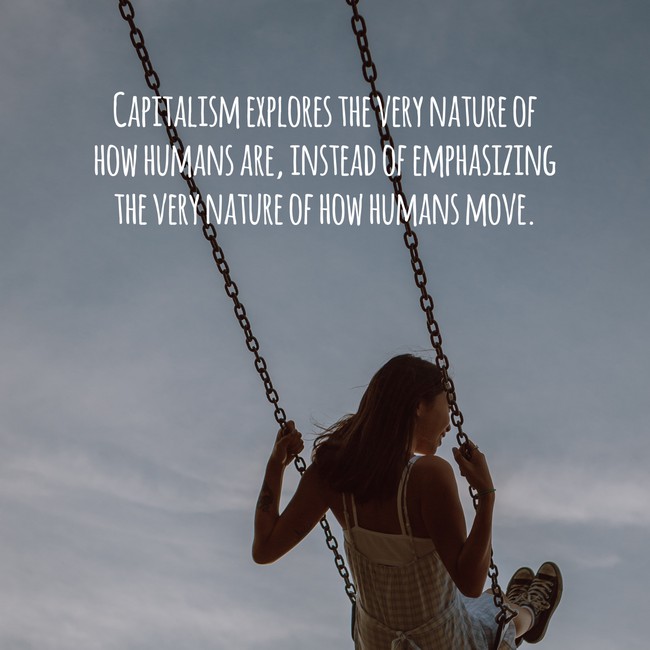 Capitalism explores the very nature of
how humans are, instead of emphasizing
the very nature of how humans move.